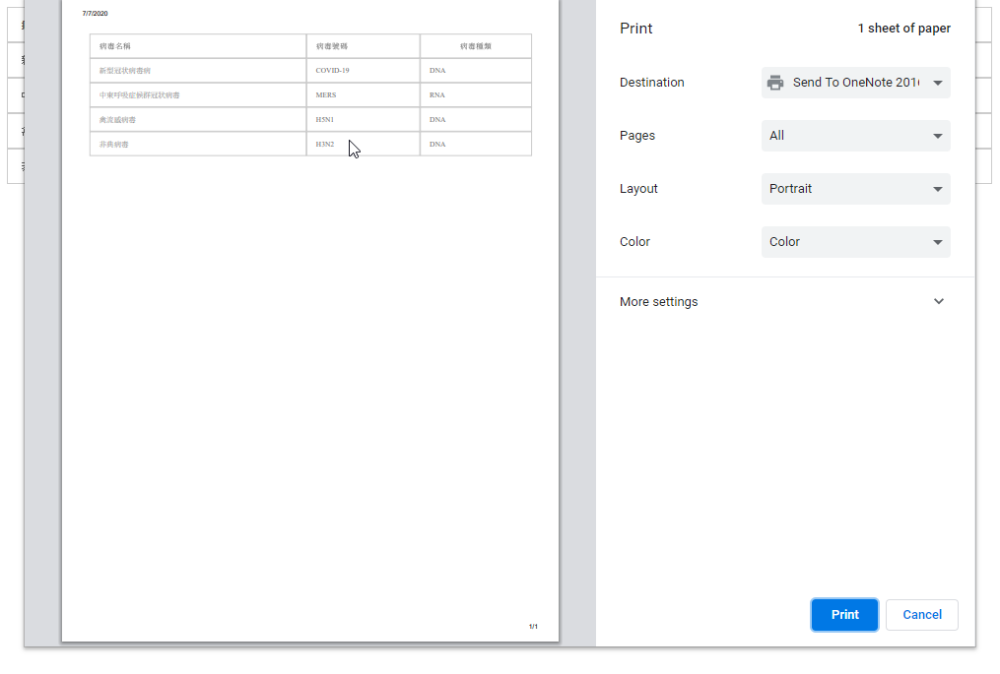 7/7/2020
病毒名稱 病毒號碼 病毒種類
新型冠狀病毒病 COVID-19 DNA
中東呼吸症候群冠狀病毒 MERS RNA
禽流感病毒 H5N1 DNA
非典病毒 H3N2 DNA
1/1
Print 1 sheet of paper
Destination Send To OneNote 201
Pages All
Layout Portrait
Color Color
More settings
Print Cancel